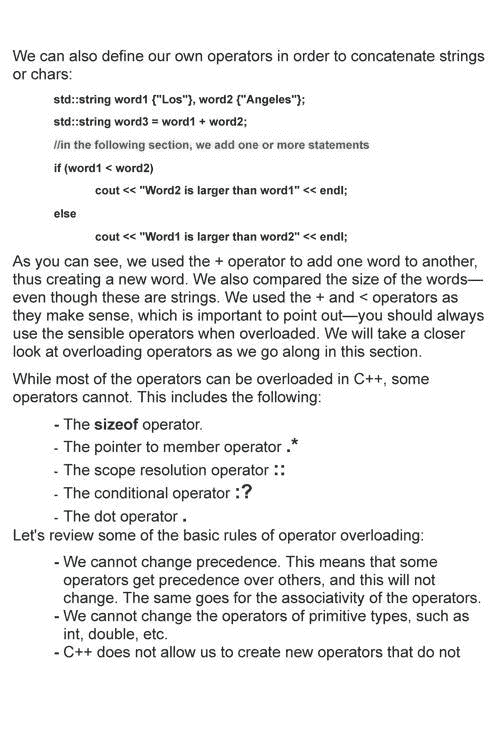 We can also define our own operators in order to concatenate strings
or chars:
std::string word1 {"Los"}, word2 {"Angeles"};
std::string word3 = word1 + word2;
//in the following section, we add one or more statements
if (word1 < word2)
cout << "Word2 is larger than word1" << endl;
else
cout << "Word1 is larger than word2" << endl;
As you can see, we used the + operator to add one word to another,
thus creating a new word. We also compared the size of the words—
even though these are strings. We used the + and < operators as
they make sense, which is important to point out—you should always
use the sensible operators when overloaded. We will take a closer
look at overloading operators as we go along in this section.
While most of the operators can be overloaded in C++, some
operators cannot. This includes the following:
- The sizeof operator.
- The pointer to member operator .*
- The scope resolution operator ::
- The conditional operator :?
- The dot operator .
Let's review some of the basic rules of operator overloading:
- We cannot change precedence. This means that some
operators get precedence over others, and this will not
change. The same goes for the associativity of the operators.
- We cannot change the operators of primitive types, such as
int, double, etc.
- C++ does not allow us to create new operators that do not